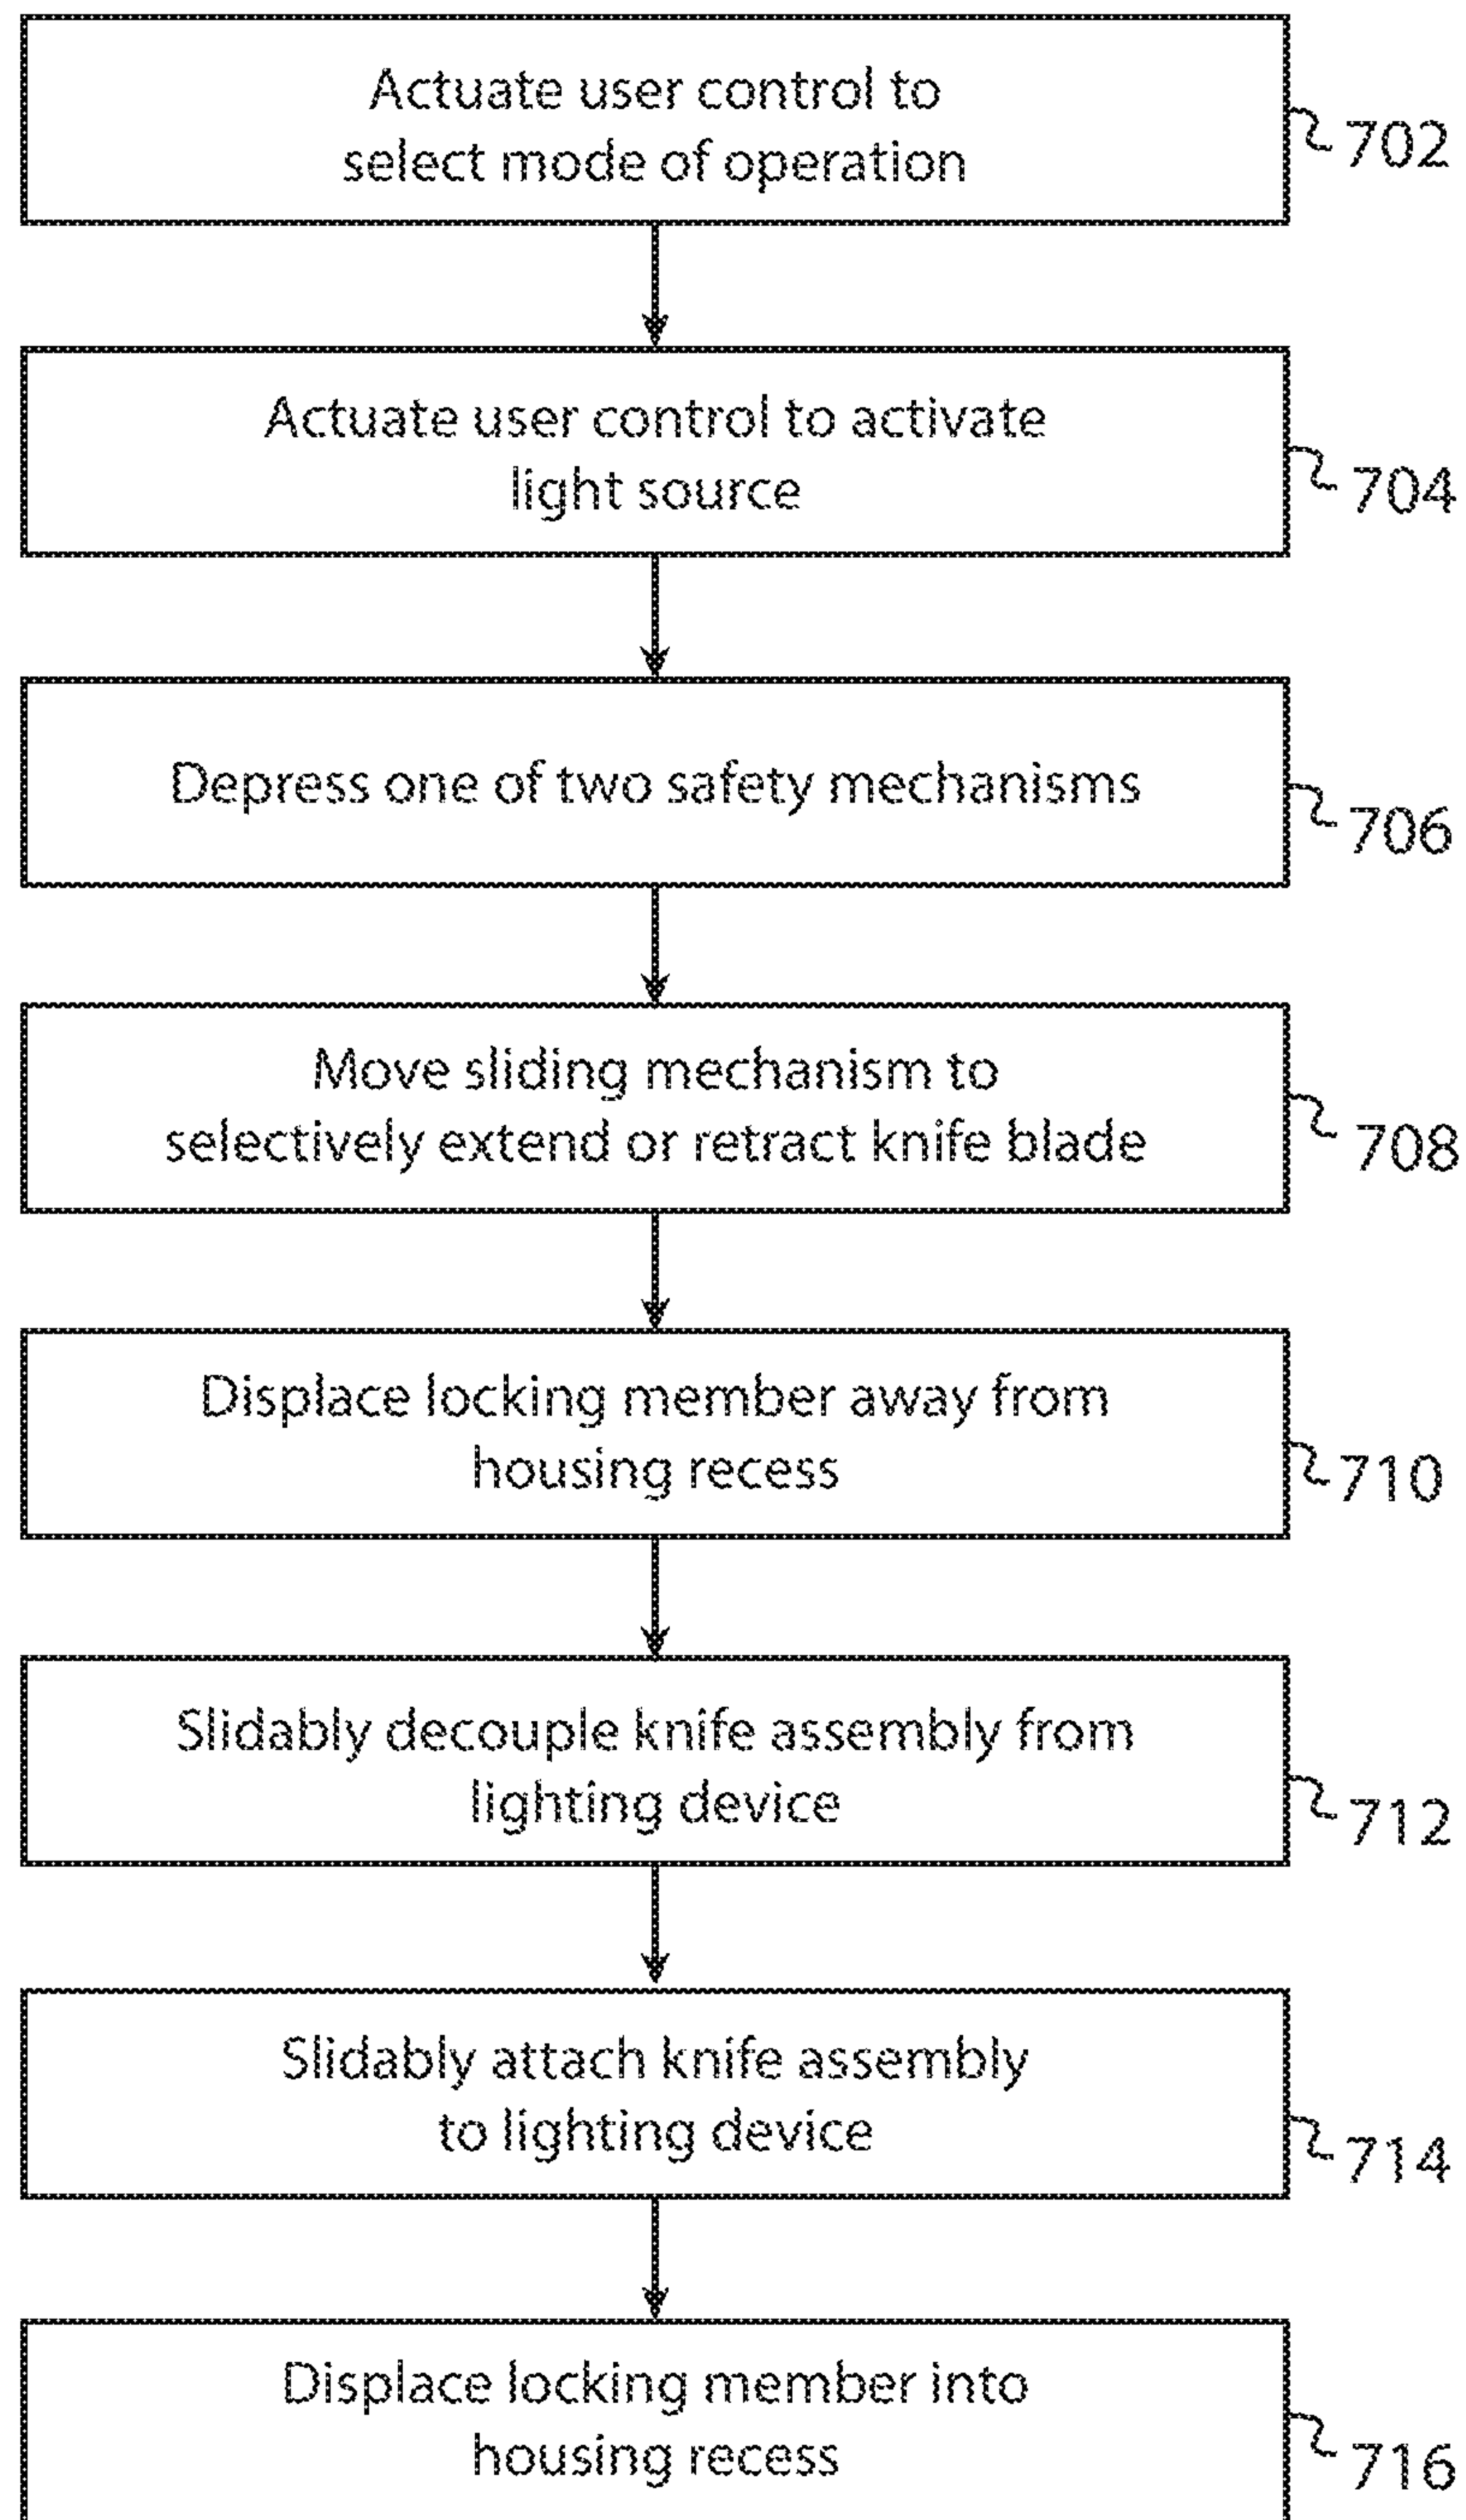 Actuate user control to
select mode of operation
702
Actuate user control to activate
light source
704
Depress one of two safety mechanisms
706
Move sliding mechanism to
selectively extend or retract knife blade
708
Displace locking member away from
housing recess
710
Slidably decouple knife assembly from
lighting device
712
Slidably attach knife assembly
to lighting device
714
Displace locking member into
housing recess
716